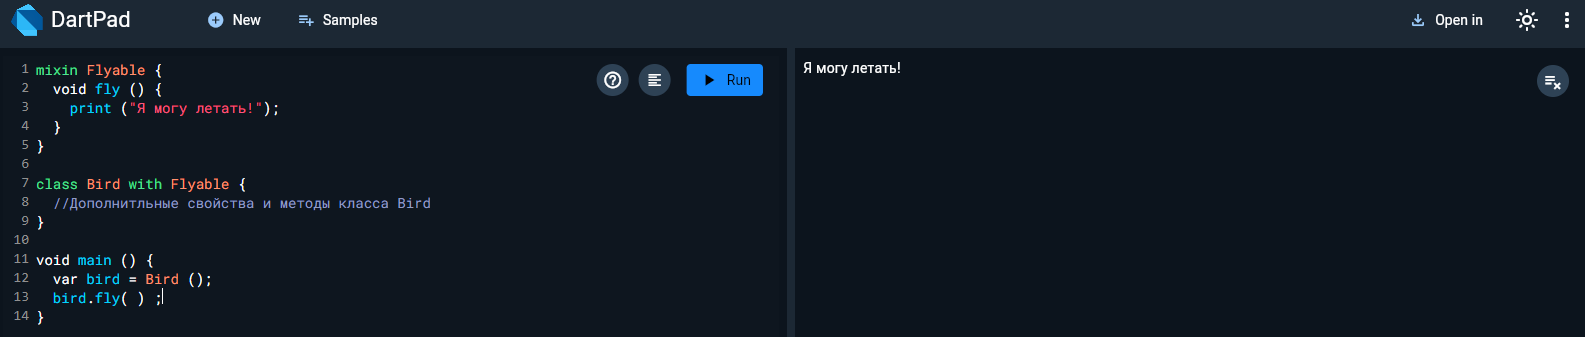 DartPad
New
Samples
Open in
1 mixin Flyable {
2   void fly () {
3     print ("Я могу летать!");
4   }
5 }
6
7 class Bird with Flyable {
8   //Дополнитльные свойства и методы класса Bird
9 }
10
11 void main () {
12   var bird = Bird ();
13   bird.fly( ) ;
14 }
Run
Я могу летать!